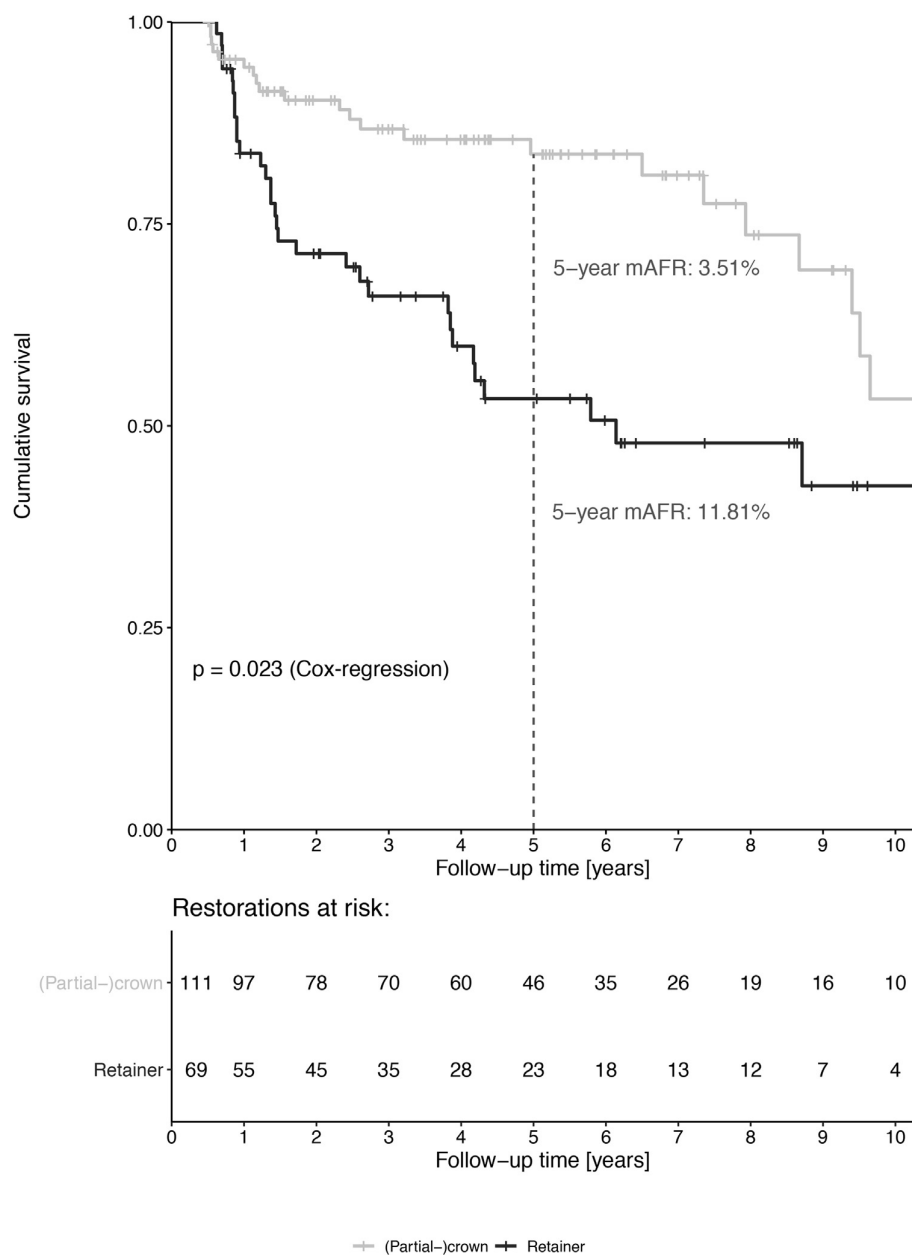 1.00
0.75
0.50
0.25
0.00
Cumulative survival
5−year mAFR: 3.51%
5−year mAFR: 11.81%
p = 0.023 (Cox-regression)
0 1 2 3 4 5 6 7 8 9 10
Follow−up time [years]
Restorations at risk:
(Partial−)crown 111 97 78 70 60 46 35 26 19 16 10
Retainer 69 55 45 35 28 23 18 13 12 7 4
0 1 2 3 4 5 6 7 8 9 10
Follow−up time [years]
(Partial−)crown Retainer